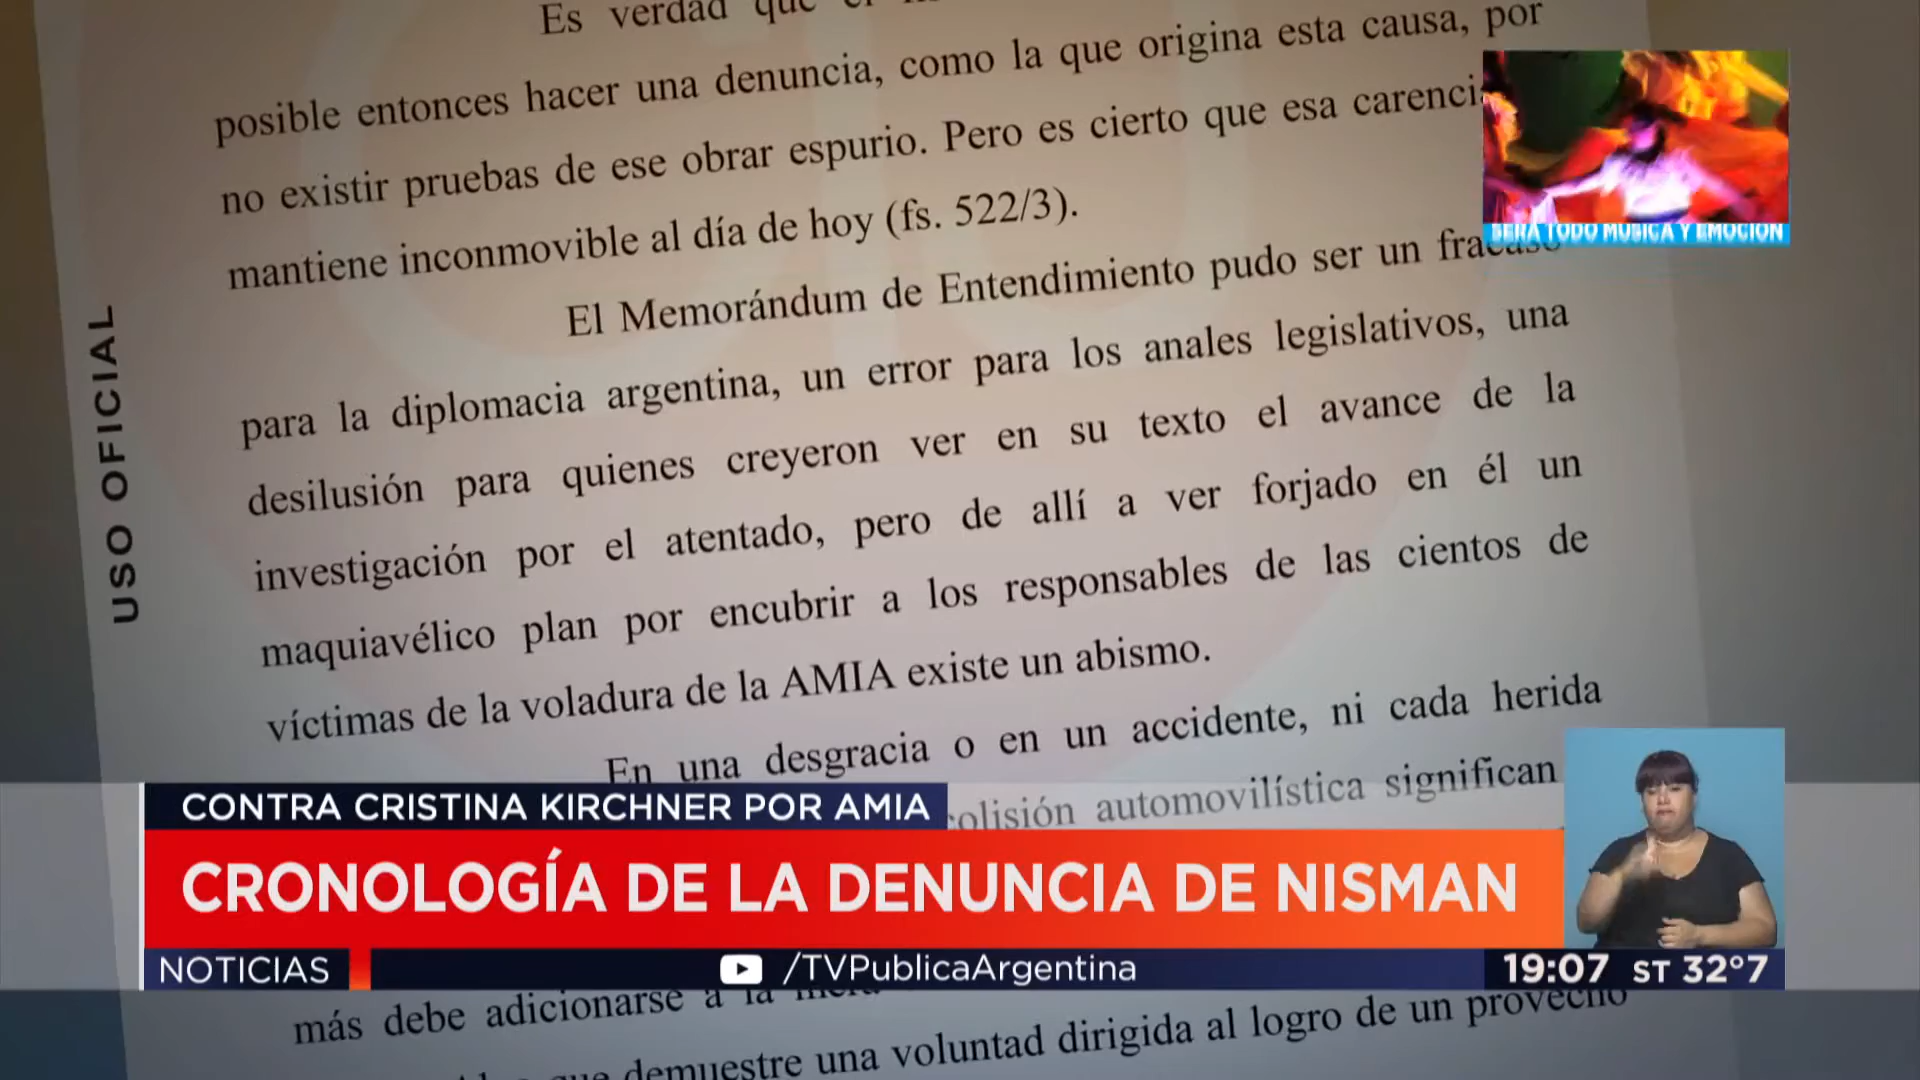 Es verdad que el
posible entonces hacer una denuncia, como la que origina esta causa, por
no existir pruebas de ese obrar espurio. Pero es cierto que esa carenci
mantiene inconmovible al día de hoy (fs. 522/3).
SERÁ TODO MÚSICA Y EMOCIÓN
El Memorándum de Entendimiento pudo ser un fracaso
para la diplomacia argentina, un error para los anales legislativos, una
desilusión para quienes creyeron ver en su texto el avance de la
investigación por el atentado, pero de allí a ver forjado en él un
maquiavélico plan por encubrir a los responsables de las cientos de
víctimas de la voladura de la AMIA existe un abismo.
USO OFICIAL
En una desgracia o en un accidente, ni cada herida
colisión automovilística significan
CONTRA CRISTINA KIRCHNER POR AMIA
CRONOLOGÍA DE LA DENUNCIA DE NISMAN
NOTICIAS
/TVPublicaArgentina
19:07 ST 32°7
más debe adicionarse a la
que demuestre una voluntad dirigida al logro de un provecho